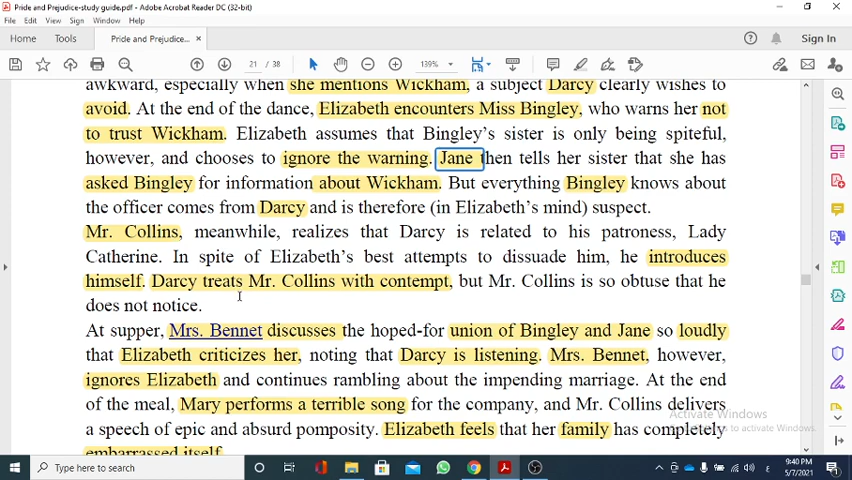 Pride and Prejudice-study guide.pdf - Adobe Acrobat Reader DC (32-bit)
File Edit View Sign Window Help
Home Tools Pride and Prejudice... × Sign In
21 / 38 139%
awkward, especially when she mentions Wickham, a subject Darcy clearly wishes to
avoid. At the end of the dance, Elizabeth encounters Miss Bingley, who warns her not
to trust Wickham. Elizabeth assumes that Bingley's sister is only being spiteful,
however, and chooses to ignore the warning. Jane then tells her sister that she has
asked Bingley for information about Wickham. But everything Bingley knows about
the officer comes from Darcy and is therefore (in Elizabeth's mind) suspect.
Mr. Collins, meanwhile, realizes that Darcy is related to his patroness, Lady
Catherine. In spite of Elizabeth's best attempts to dissuade him, he introduces
himself. Darcy treats Mr. Collins with contempt, but Mr. Collins is so obtuse that he
does not notice.
At supper, Mrs. Bennet discusses the hoped-for union of Bingley and Jane so loudly
that Elizabeth criticizes her, noting that Darcy is listening. Mrs. Bennet, however,
ignores Elizabeth and continues rambling about the impending marriage. At the end
of the meal, Mary performs a terrible song for the company, and Mr. Collins delivers
a speech of epic and absurd pomposity. Elizabeth feels that her family has completely
embarrassed itself.
Activate Windows
to activate Windows.
Type here to search
9:40 PM
5/7/2021